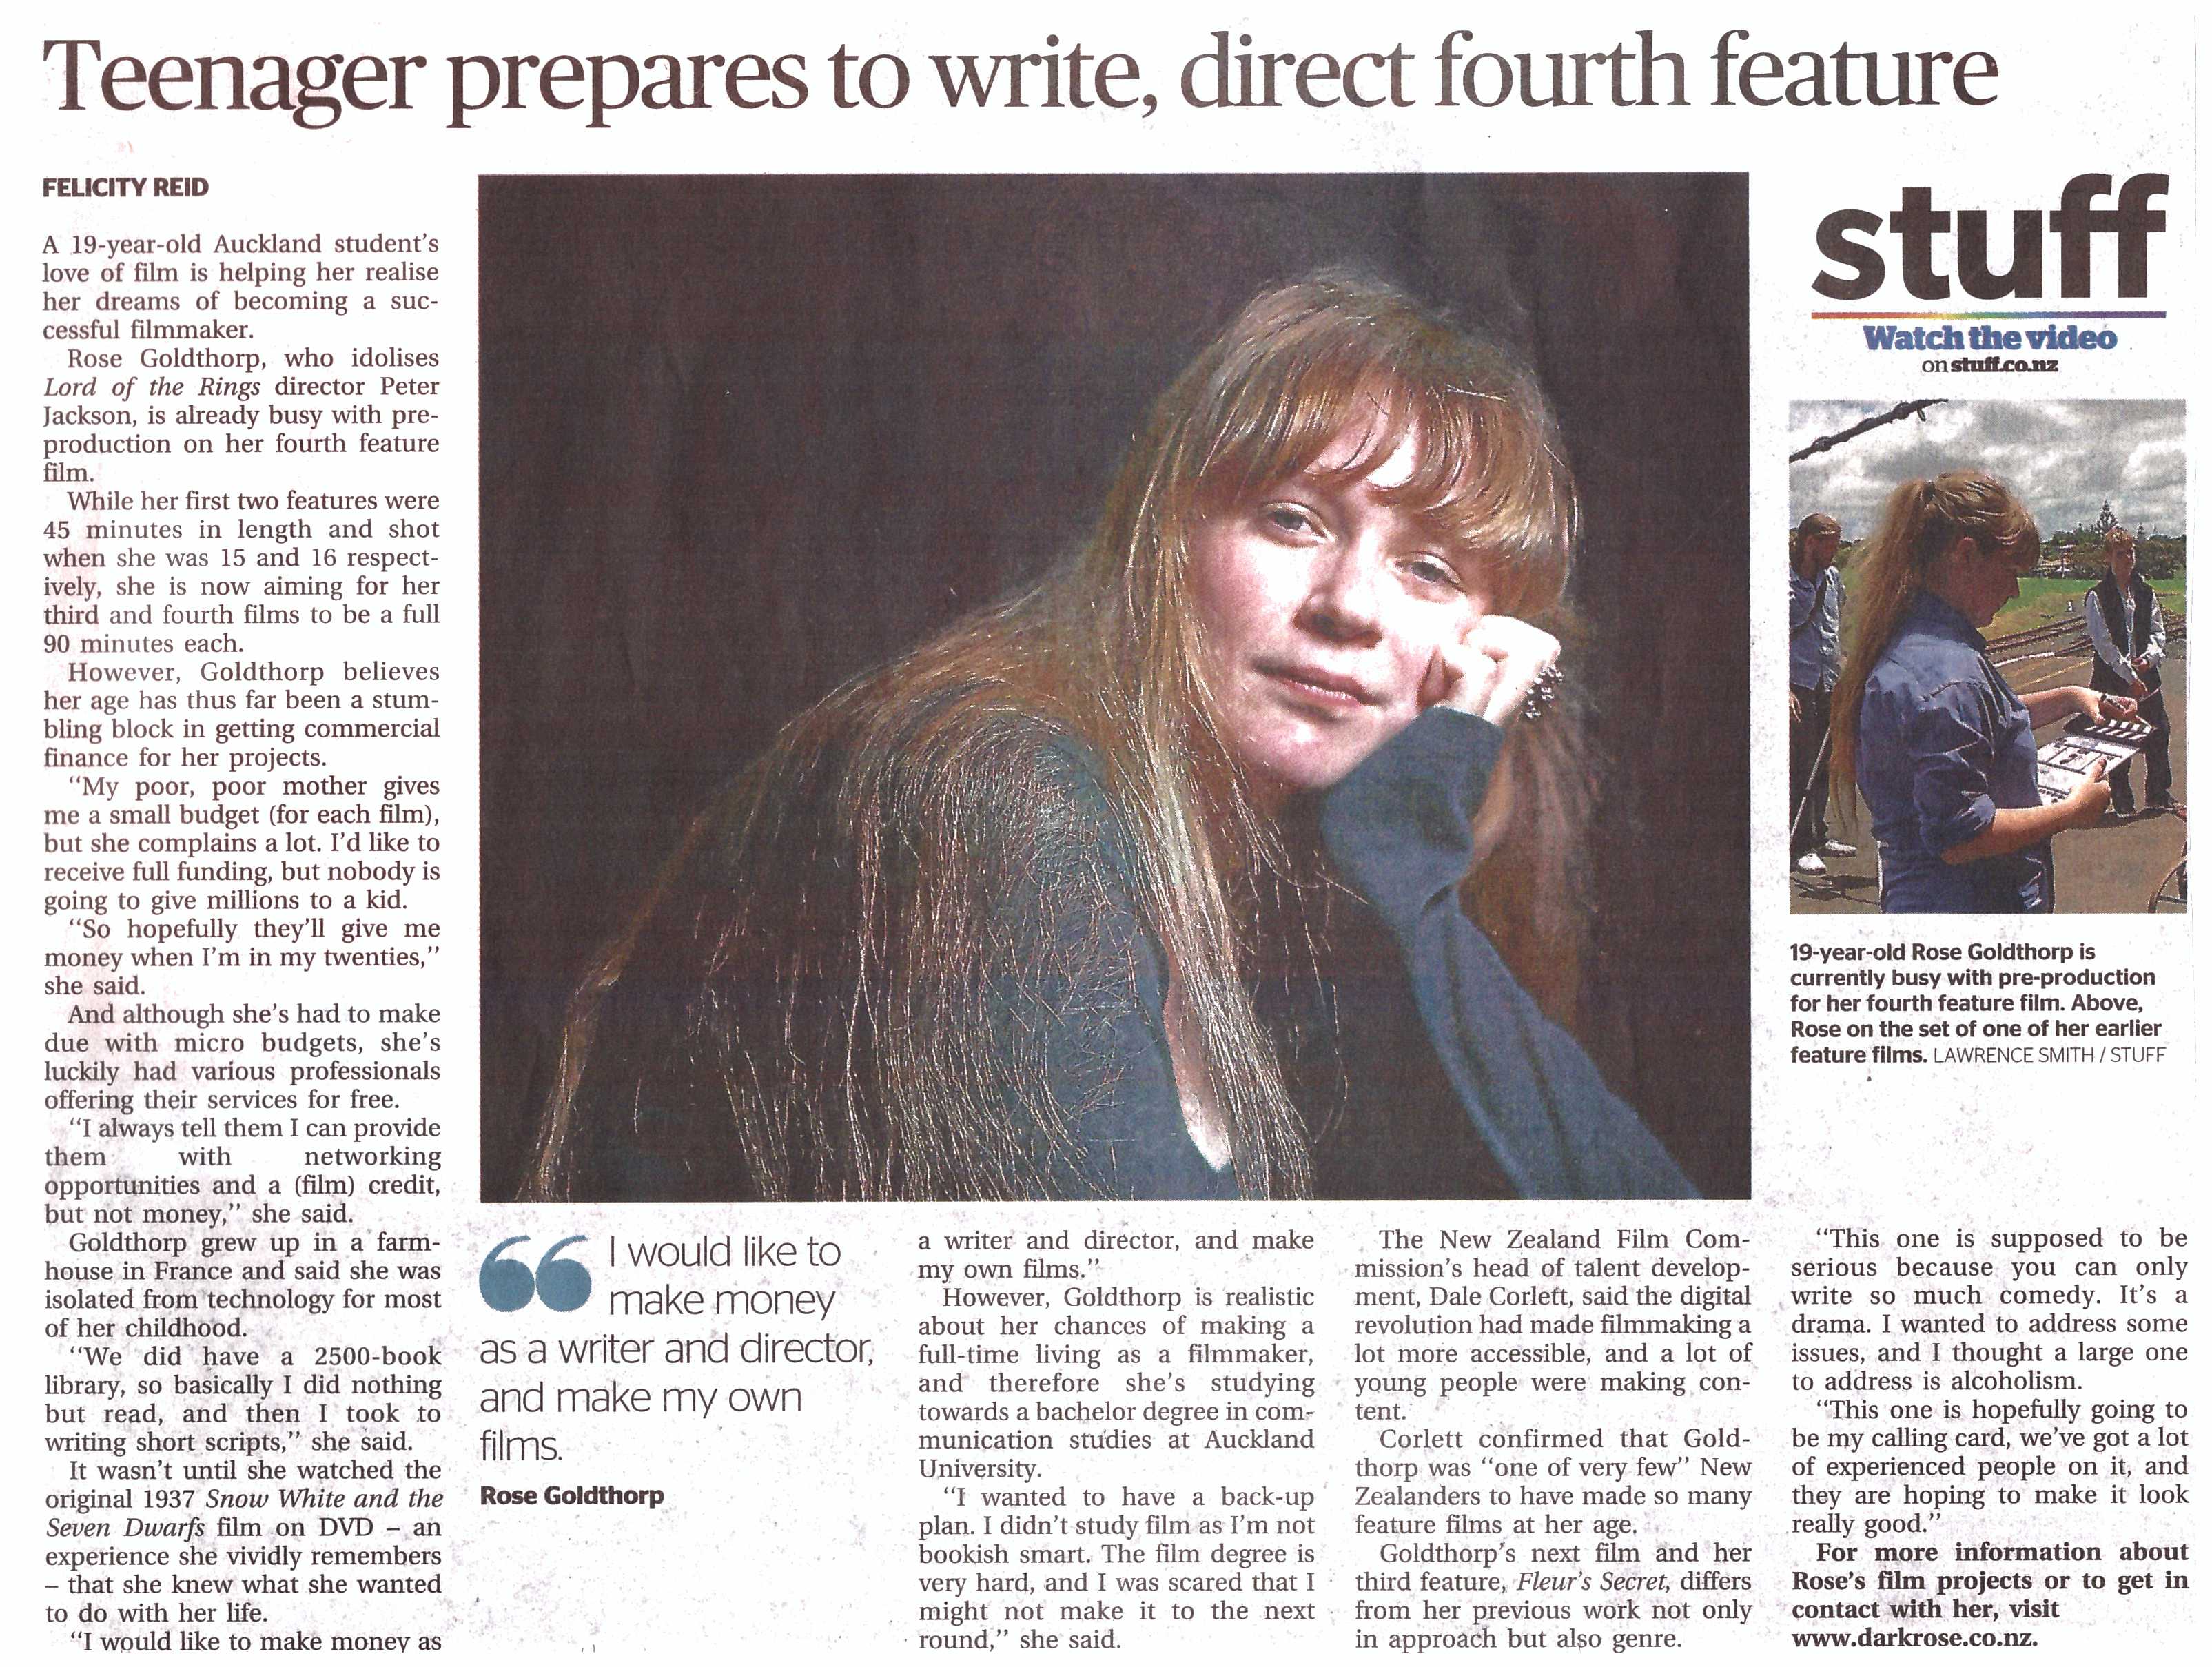 Teenager prepares to write, direct fourth feature
FELICITY REID
A 19-year-old Auckland student's
love of film is helping her realise
her dreams of becoming a suc-
cessful filmmaker.
Rose Goldthorp, who idolises
Lord of the Rings director Peter
Jackson, is already busy with pre-
production on her fourth feature
film.
While her first two features were
45 minutes in length and shot
when she was 15 and 16 respect-
ively, she is now aiming for her
third and fourth films to be a full
90 minutes each.
However, Goldthorp believes
her age has thus far been a stum-
bling block in getting commercial
finance for her projects.
"My poor, poor mother gives
me a small budget (for each film),
but she complains a lot. I'd like to
receive full funding, but nobody is
going to give millions to a kid.
"So hopefully they'll give me
money when I'm in my twenties,"
she said.
And although she's had to make
due with micro budgets, she's
luckily had various professionals
offering their services for free.
"I always tell them I can provide
them with networking
opportunities and a (film) credit,
but not money," she said.
Goldthorp grew up in a farm-
house in France and said she was
isolated from technology for most
of her childhood.
"We did have a 2500-book
library, so basically I did nothing
but read, and then I took to
writing short scripts," she said.
It wasn't until she watched the
original 1937 Snow White and the
Seven Dwarfs film on DVD – an
experience she vividly remembers
– that she knew what she wanted
to do with her life.
"I would like to make money as
“ I would like to
make money
as a writer and director,
and make my own
films.
Rose Goldthorp
a writer and director, and make
my own films."
However, Goldthorp is realistic
about her chances of making a
full-time living as a filmmaker,
and therefore she's studying
towards a bachelor degree in com-
munication studies at Auckland
University.
"I wanted to have a back-up
plan. I didn't study film as I'm not
bookish smart. The film degree is
very hard, and I was scared that I
might not make it to the next
round," she said.
The New Zealand Film Com-
mission's head of talent develop-
ment, Dale Corlett, said the digital
revolution had made filmmaking a
lot more accessible, and a lot of
young people were making con-
tent.
Corlett confirmed that Gold-
thorp was "one of very few" New
Zealanders to have made so many
feature films at her age.
Goldthorp's next film and her
third feature, Fleur's Secret, differs
from her previous work not only
in approach but also genre.
"This one is supposed to be
serious because you can only
write so much comedy. It's a
drama. I wanted to address some
issues, and I thought a large one
to address is alcoholism.
"This one is hopefully going to
be my calling card, we've got a lot
of experienced people on it, and
they are hoping to make it look
really good."
For more information about
Rose's film projects or to get in
contact with her, visit
www.darkrose.co.nz.
stuff
Watch the video
on stuff.co.nz
19-year-old Rose Goldthorp is
currently busy with pre-production
for her fourth feature film. Above,
Rose on the set of one of her earlier
feature films. LAWRENCE SMITH / STUFF